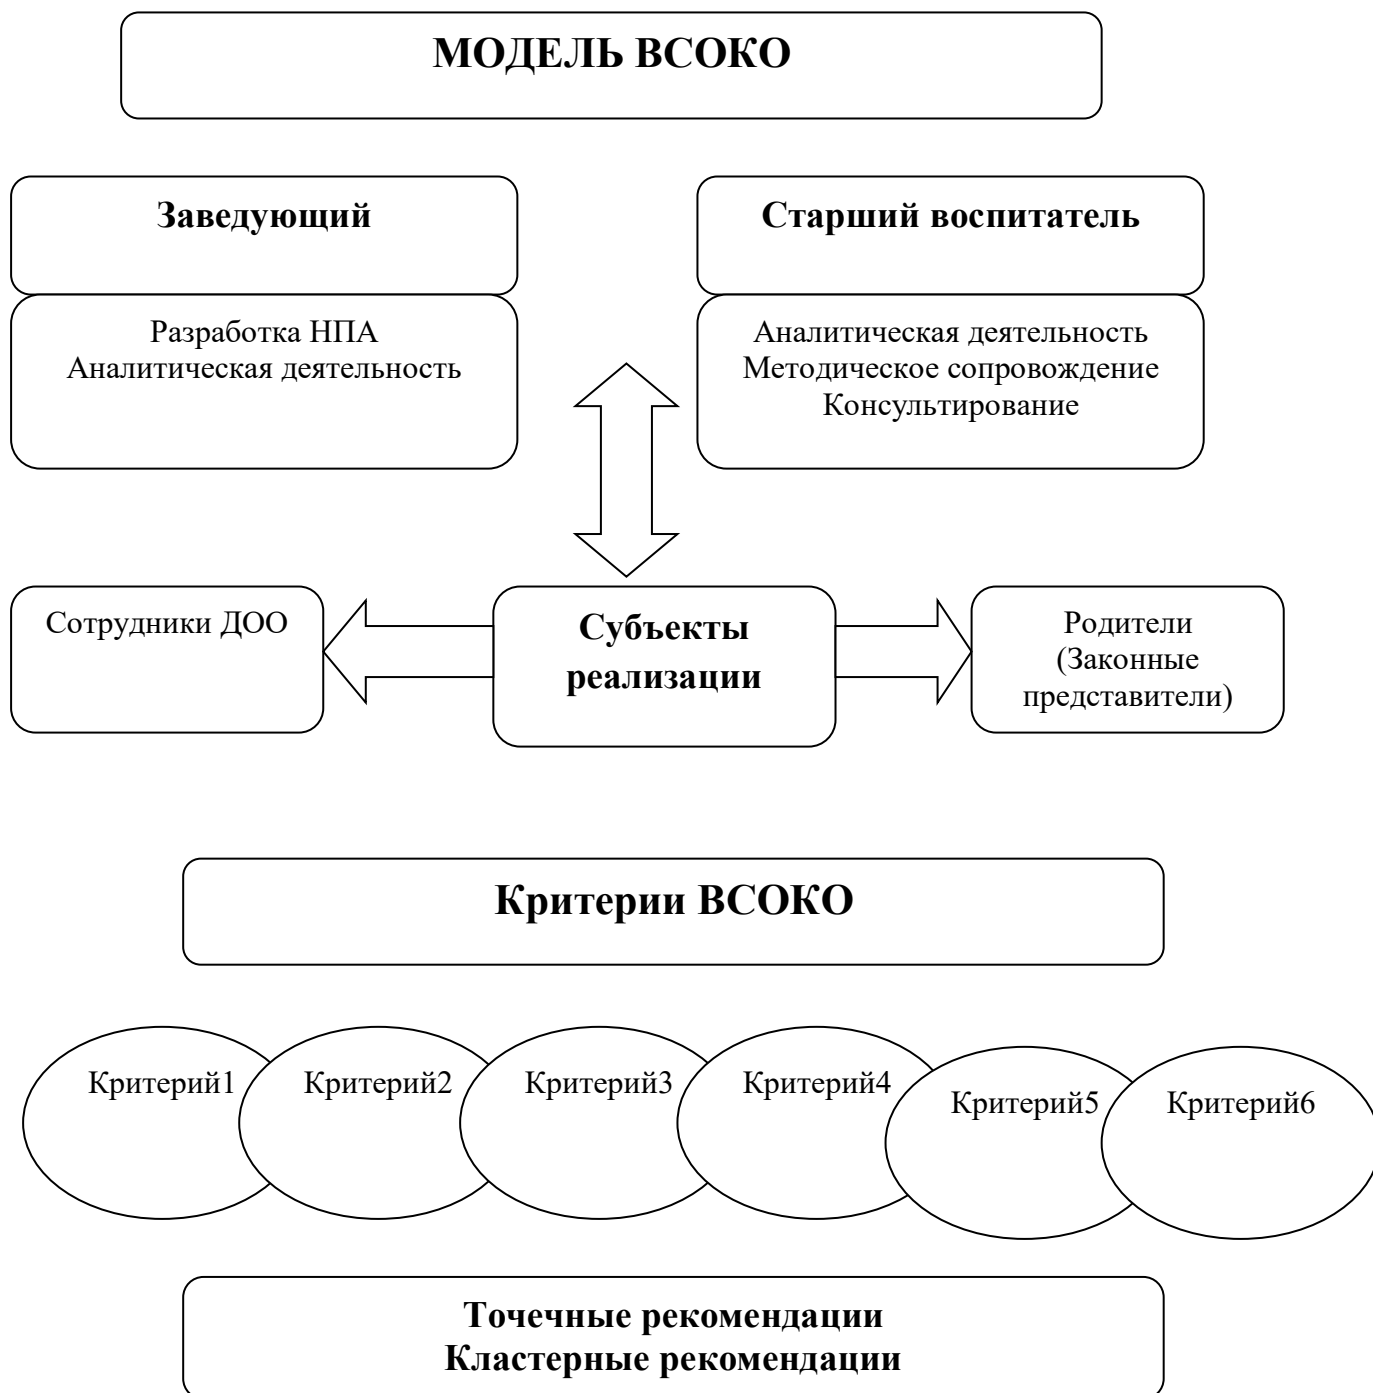 МОДЕЛЬ ВСОКО
Заведующий
Старший воспитатель
Разработка НПА
Аналитическая деятельность
Аналитическая деятельность
Методическое сопровождение
Консультирование
Сотрудники ДОО
Субъекты
реализации
Родители
(Законные
представители)
Критерии ВСОКО
Критерий1
Критерий2
Критерий3
Критерий4
Критерий5
Критерий6
Точечные рекомендации
Кластерные рекомендации